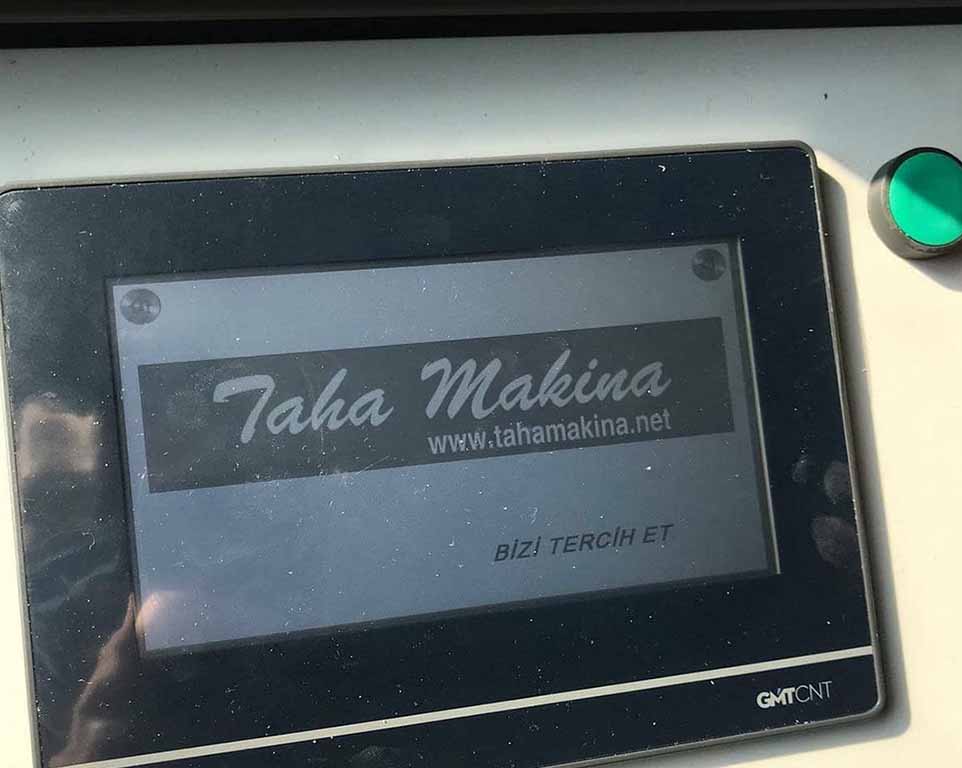 Taha Makina
www.tahamakina.net
BİZİ TERCİH ET
GMTCNT